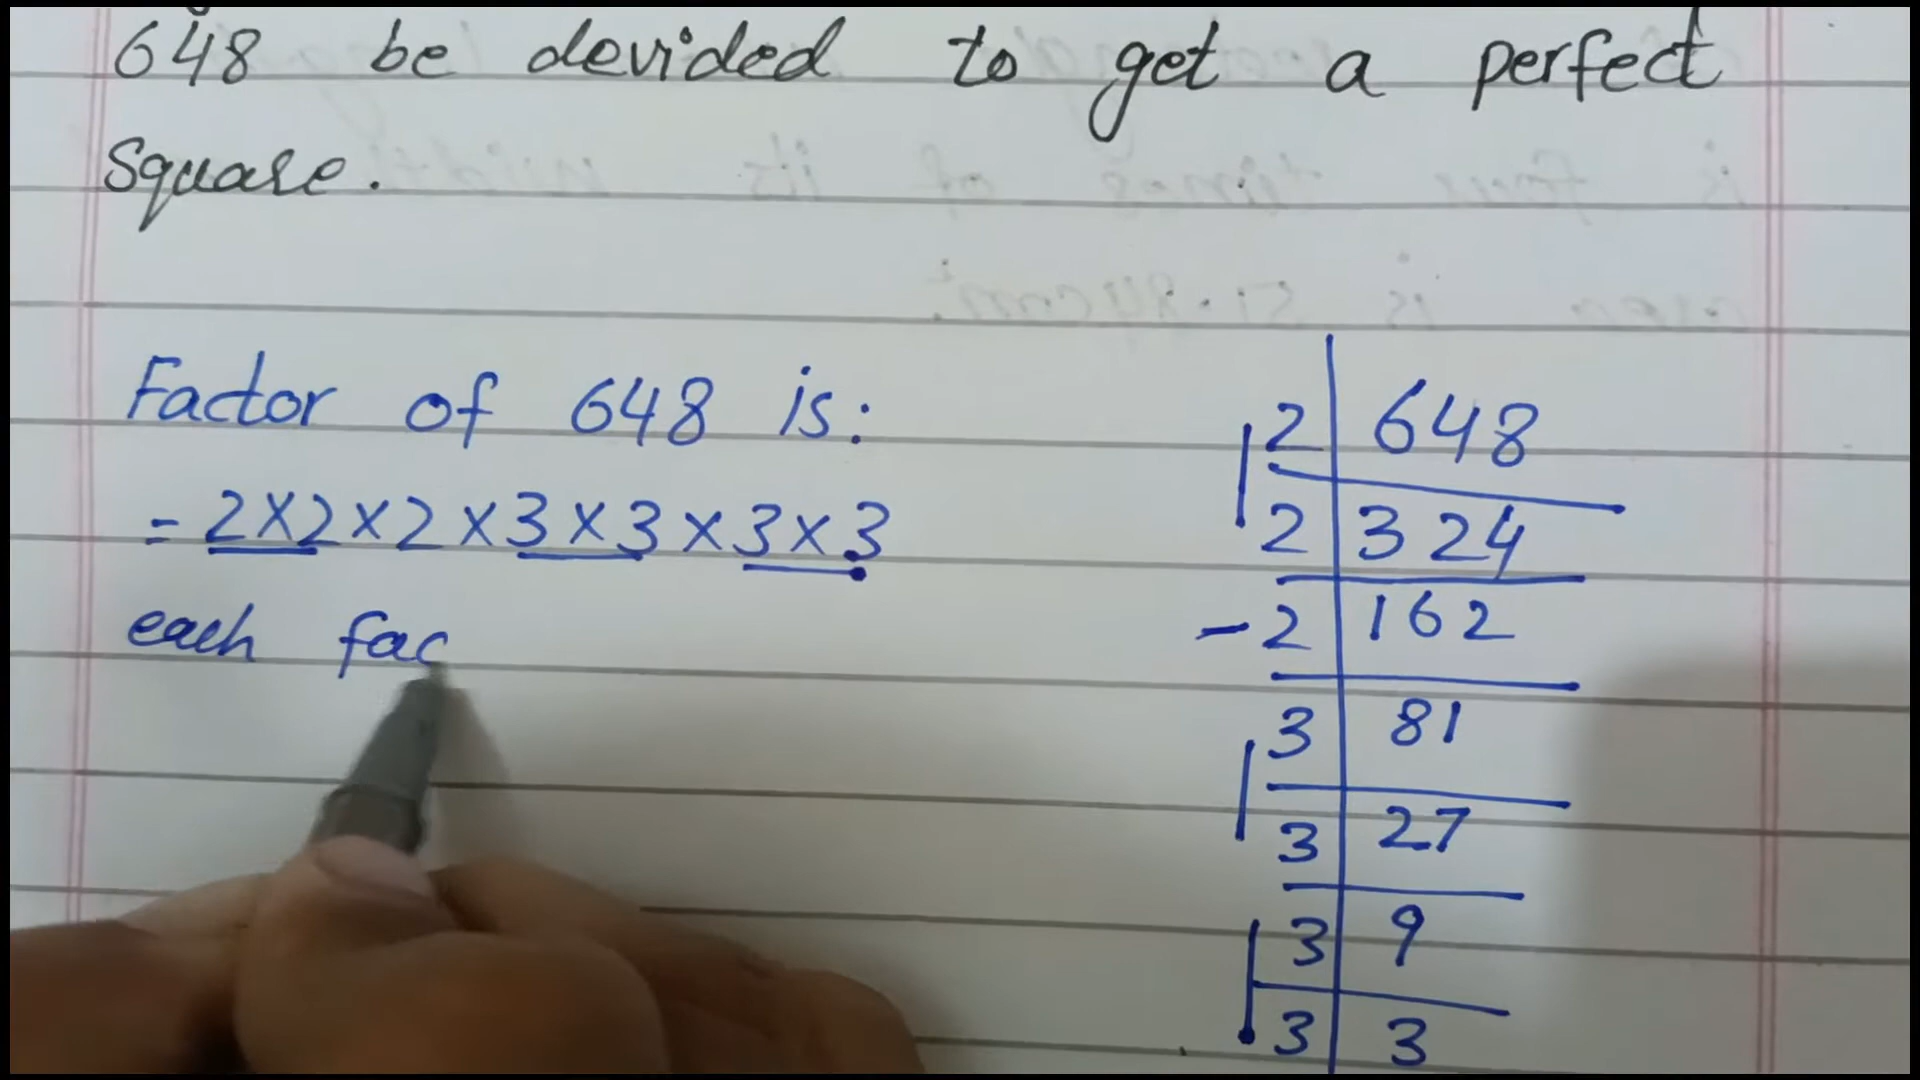 648 be devided to get a perfect
Square.
Factor of 648 is:
= 2×2×2×3×3×3×3
each fac
2 648
2 324
- 2 162
3 81
3 27
3 9
3 3